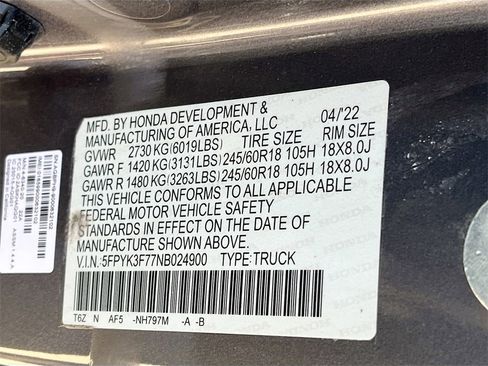 MFD. BY HONDA DEVELOPMENT & 04/'22
MANUFACTURING OF AMERICA, LLC
GVWR 2730 KG(6019LBS) TIRE SIZE RIM SIZE
GAWR F 1420 KG(3131LBS) 245/60R18 105H 18X8.0J
GAWR R 1480 KG(3263LBS) 245/60R18 105H 18X8.0J
THIS VEHICLE CONFORMS TO ALL APPLICABLE
FEDERAL MOTOR VEHICLE SAFETY
STANDARDS IN EFFECT ON THE DATE OF
MANUFACTURE SHOWN ABOVE.
V.I.N.: 5FPYK3F77NB024900 TYPE: TRUCK
T6Z N AF5 -NH797M -A -B